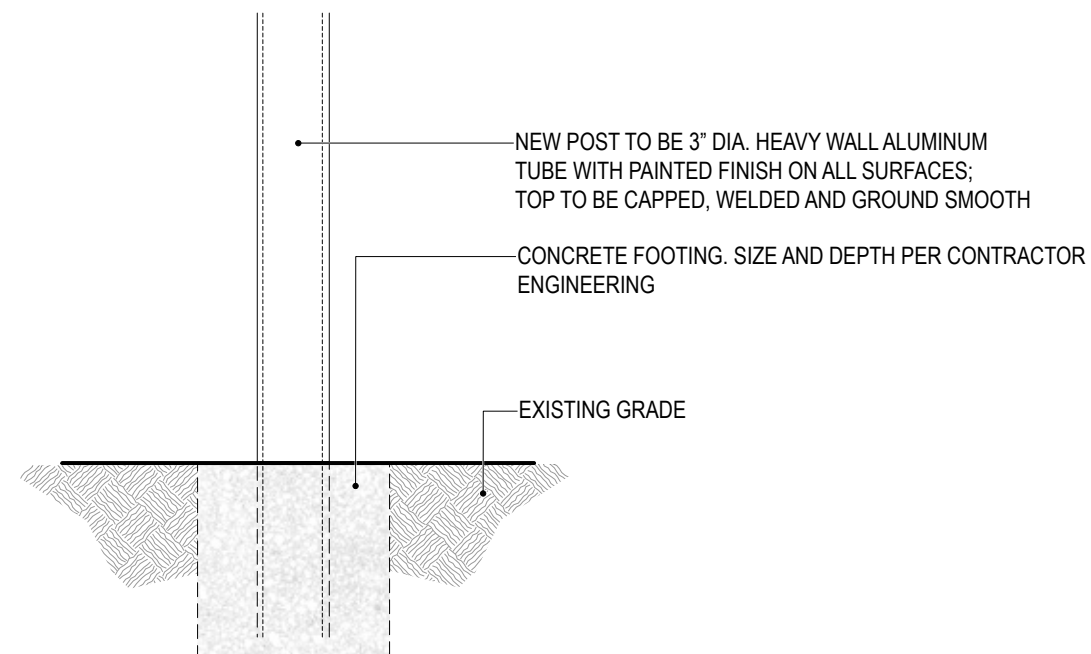 NEW POST TO BE 3” DIA. HEAVY WALL ALUMINUM
TUBE WITH PAINTED FINISH ON ALL SURFACES;
TOP TO BE CAPPED, WELDED AND GROUND SMOOTH
CONCRETE FOOTING. SIZE AND DEPTH PER CONTRACTOR
ENGINEERING
EXISTING GRADE